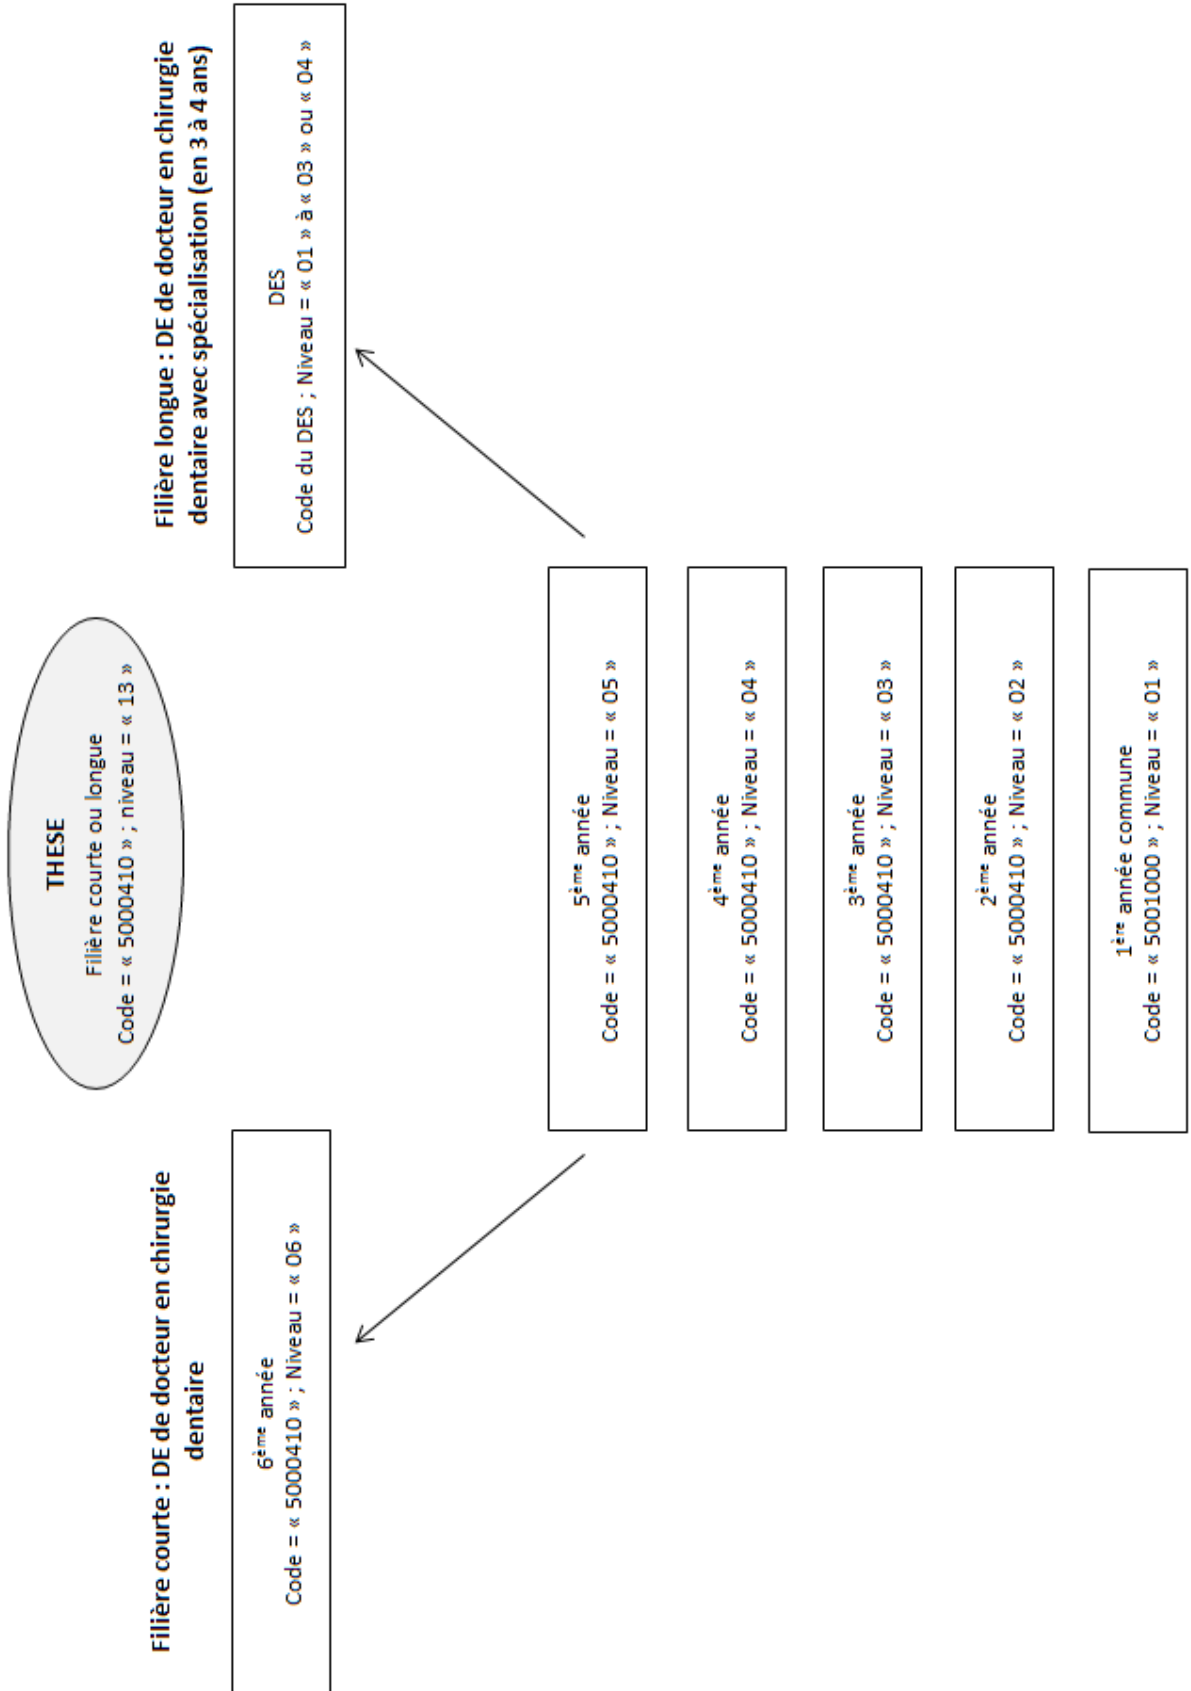 THESE
Filière courte ou longue
Code = « 5000410 » ; niveau = « 13 »
Filière courte : DE de docteur en chirurgie
dentaire
Filière longue : DE de docteur en chirurgie
dentaire avec spécialisation (en 3 à 4 ans)
6ème année
Code = « 5000410 » ; Niveau = « 06 »
DES
Code du DES ; Niveau = « 01 » à « 03 » ou « 04 »
5ème année
Code = « 5000410 » ; Niveau = « 05 »
4ème année
Code = « 5000410 » ; Niveau = « 04 »
3ème année
Code = « 5000410 » ; Niveau = « 03 »
2ème année
Code = « 5000410 » ; Niveau = « 02 »
1ère année commune
Code = « 5001000 » ; Niveau = « 01 »